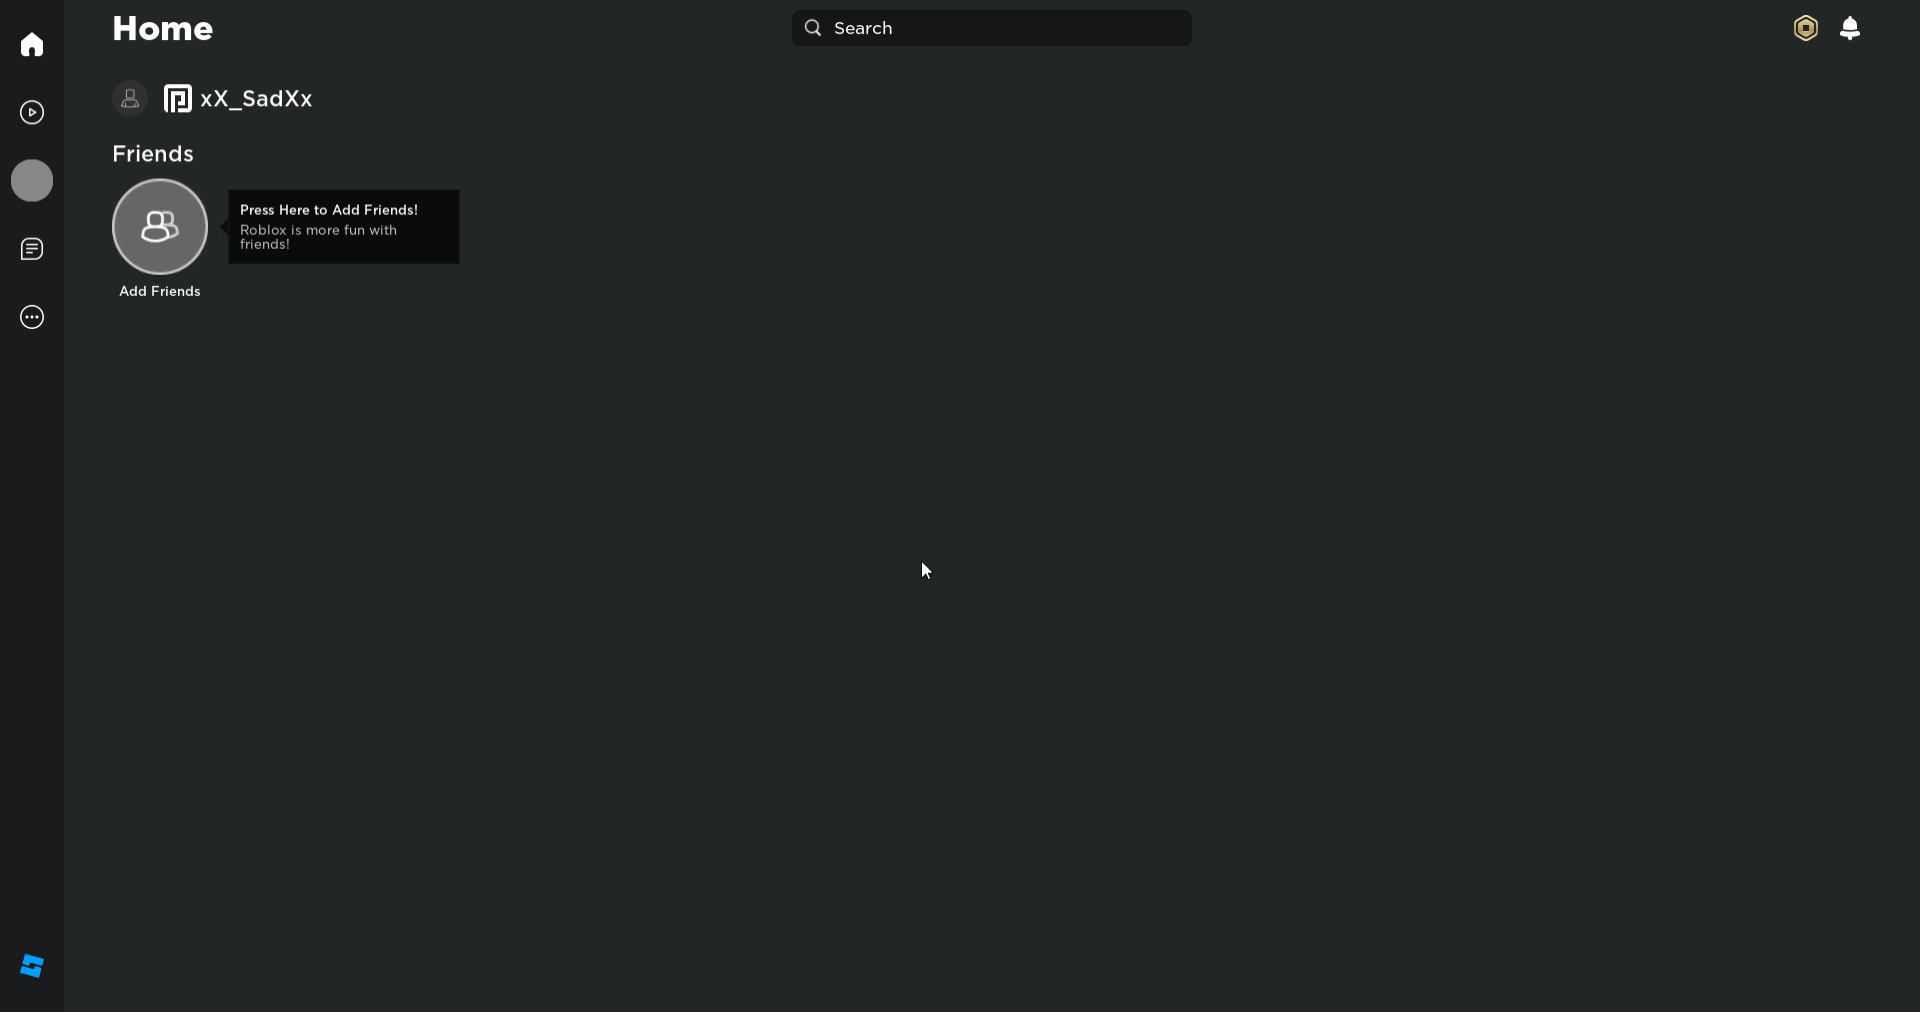 Home
Search
xX_SadXx
Friends
Press Here to Add Friends!
Roblox is more fun with
friends!
Add Friends